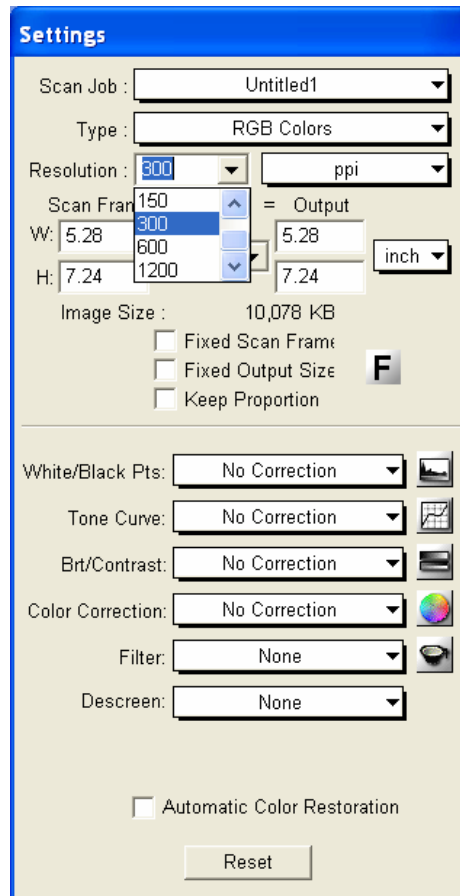 Settings
Scan Job : Untitled1
Type : RGB Colors
Resolution : 300 ppi
150
300
600
1200
Scan Fran = Output
W: 5.28 5.28
H: 7.24 7.24 inch
Image Size : 10,078 KB
Fixed Scan Frame
Fixed Output Size
Keep Proportion
F
White/Black Pts: No Correction
Tone Curve: No Correction
Brt/Contrast: No Correction
Color Correction: No Correction
Filter: None
Descreen: None
Automatic Color Restoration
Reset